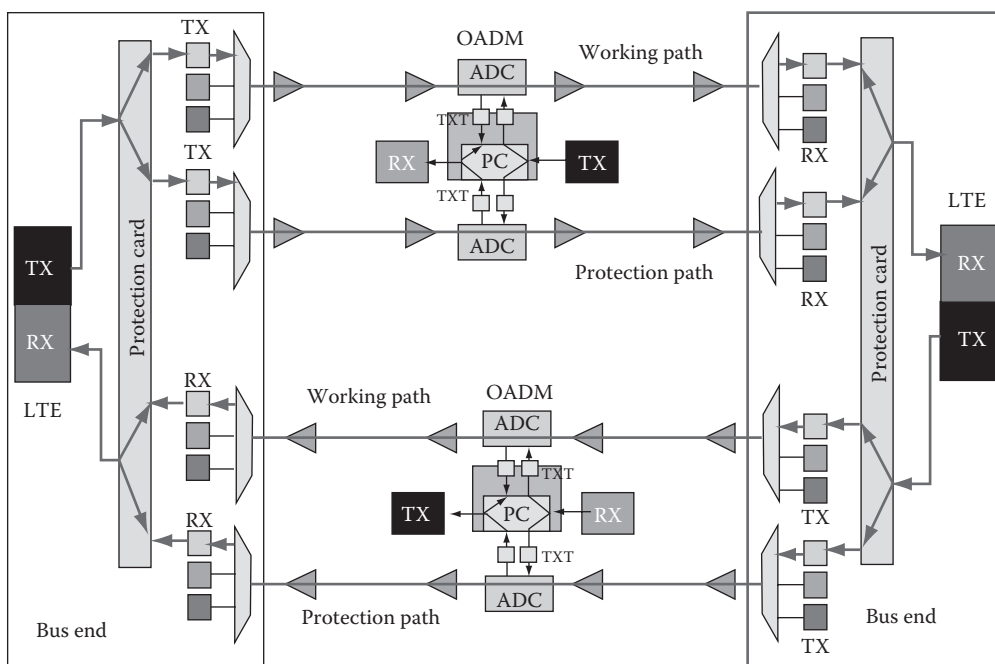 TX
OADM
Working path
ADC
TXT
RX
PC
TX
TX
RX
TXT
ADC
Protection path
RX
LTE
Protection card
TX
RX
LTE
Protection card
RX
TX
RX
Working path
OADM
ADC
TXT
TX
PC
RX
TX
RX
TXT
ADC
Protection path
TX
Bus end
Bus end